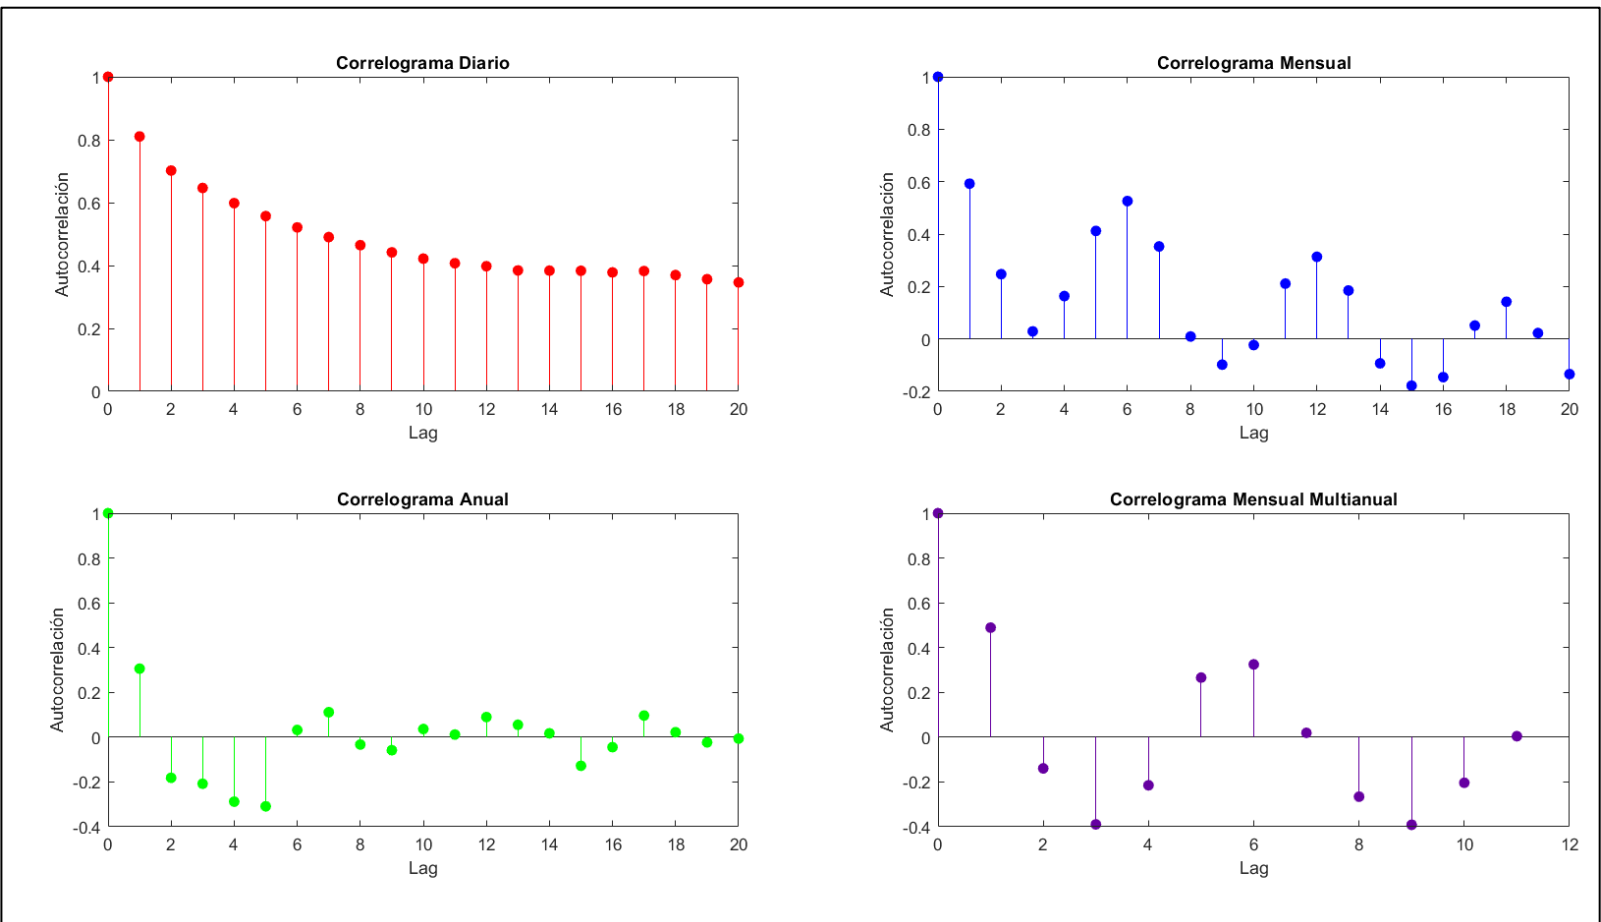 Correlograma Diario
1
0.8
0.6
0.4
0.2
0
Autocorrelación
0 2 4 6 8 10 12 14 16 18 20
Lag
Correlograma Mensual
1
0.8
0.6
0.4
0.2
0
-0.2
Autocorrelación
0 2 4 6 8 10 12 14 16 18 20
Lag
Correlograma Anual
1
0.8
0.6
0.4
0.2
0
-0.2
-0.4
Autocorrelación
0 2 4 6 8 10 12 14 16 18 20
Lag
Correlograma Mensual Multianual
1
0.8
0.6
0.4
0.2
0
-0.2
-0.4
Autocorrelación
0 2 4 6 8 10 12
Lag